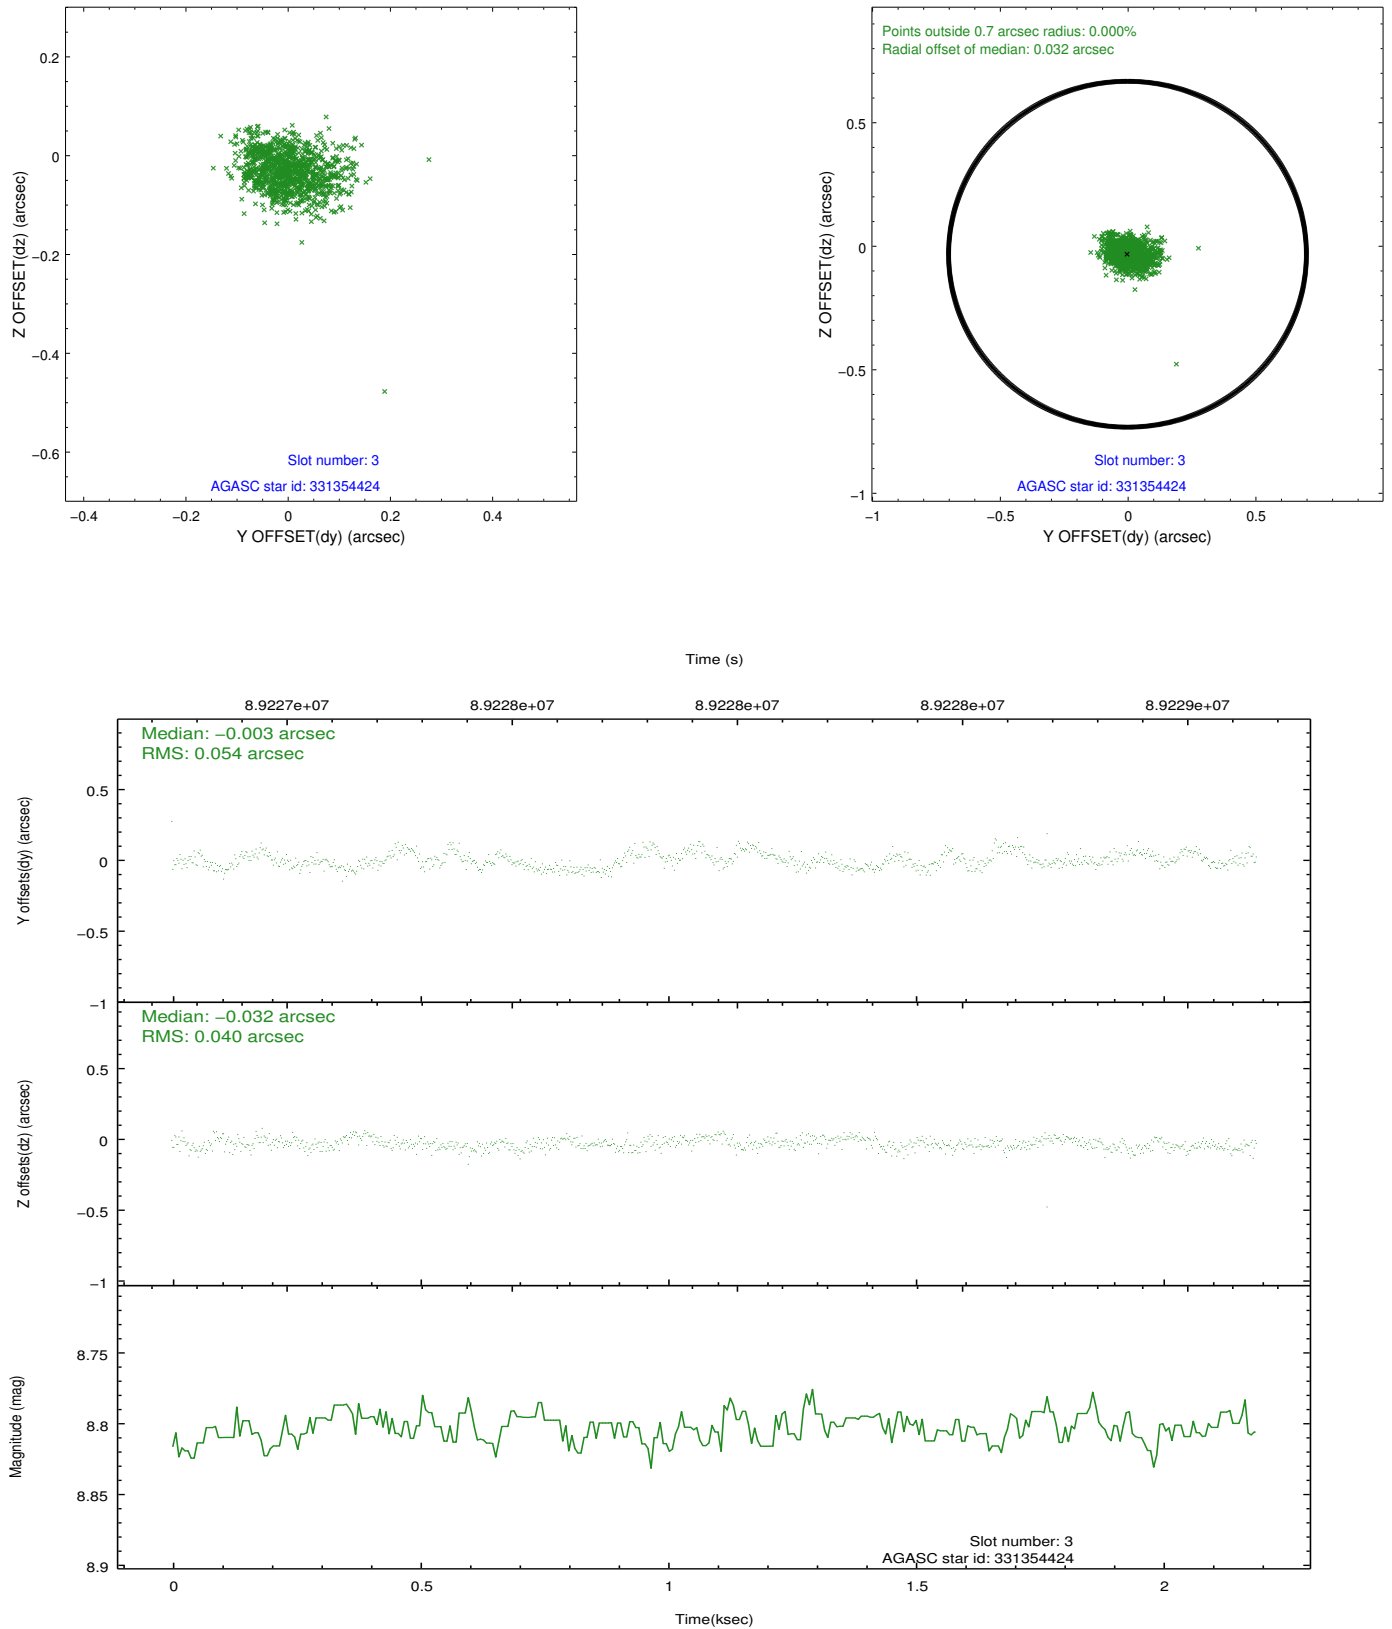 0.2
0
−0.2
−0.4
−0.6
Z OFFSET(dz) (arcsec)
Slot number: 3
AGASC star id: 331354424
−0.4 −0.2 0 0.2 0.4
Y OFFSET(dy) (arcsec)
Points outside 0.7 arcsec radius: 0.000%
Radial offset of median: 0.032 arcsec
0.5
0
−0.5
−1
Z OFFSET(dz) (arcsec)
Slot number: 3
AGASC star id: 331354424
−1 −0.5 0 0.5
Y OFFSET(dy) (arcsec)
Time (s)
8.9227e+07 8.9228e+07 8.9228e+07 8.9228e+07 8.9229e+07
Median: −0.003 arcsec
RMS: 0.054 arcsec
0.5
0
−0.5
−1
Y offsets(dy) (arcsec)
Median: −0.032 arcsec
RMS: 0.040 arcsec
0.5
0
−0.5
−1
Z offsets(dz) (arcsec)
8.75
8.8
8.85
8.9
Magnitude (mag)
Slot number: 3
AGASC star id: 331354424
0 0.5 1 1.5 2
Time(ksec)